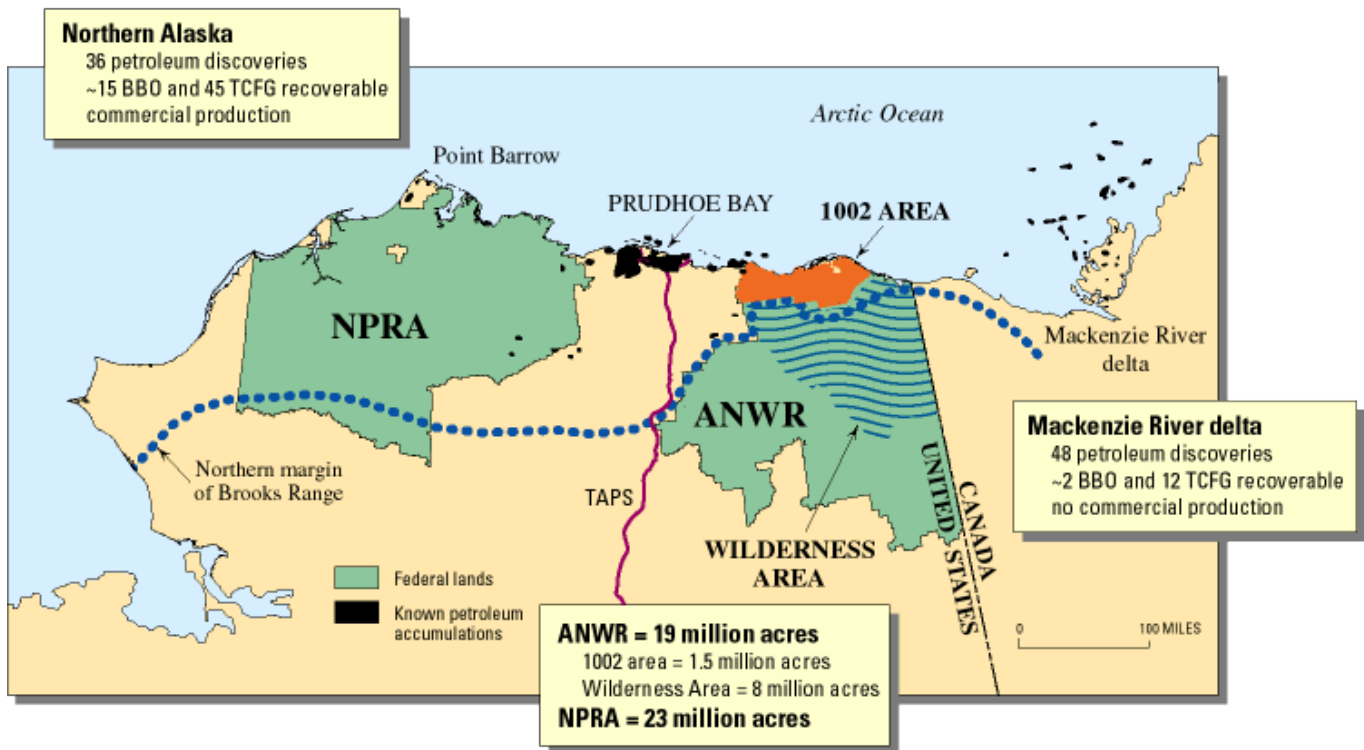 Northern Alaska
36 petroleum discoveries
~15 BBO and 45 TCFG recoverable
commercial production
Arctic Ocean
Point Barrow
PRUDHOE BAY
1002 AREA
NPRA
Mackenzie River
delta
ANWR
Mackenzie River delta
48 petroleum discoveries
~2 BBO and 12 TCFG recoverable
no commercial production
Northern margin
of Brooks Range
TAPS
WILDERNESS
AREA
CANADA
UNITED STATES
Federal lands
Known petroleum
accumulations
0 100 MILES
ANWR = 19 million acres
1002 area = 1.5 million acres
Wilderness Area = 8 million acres
NPRA = 23 million acres